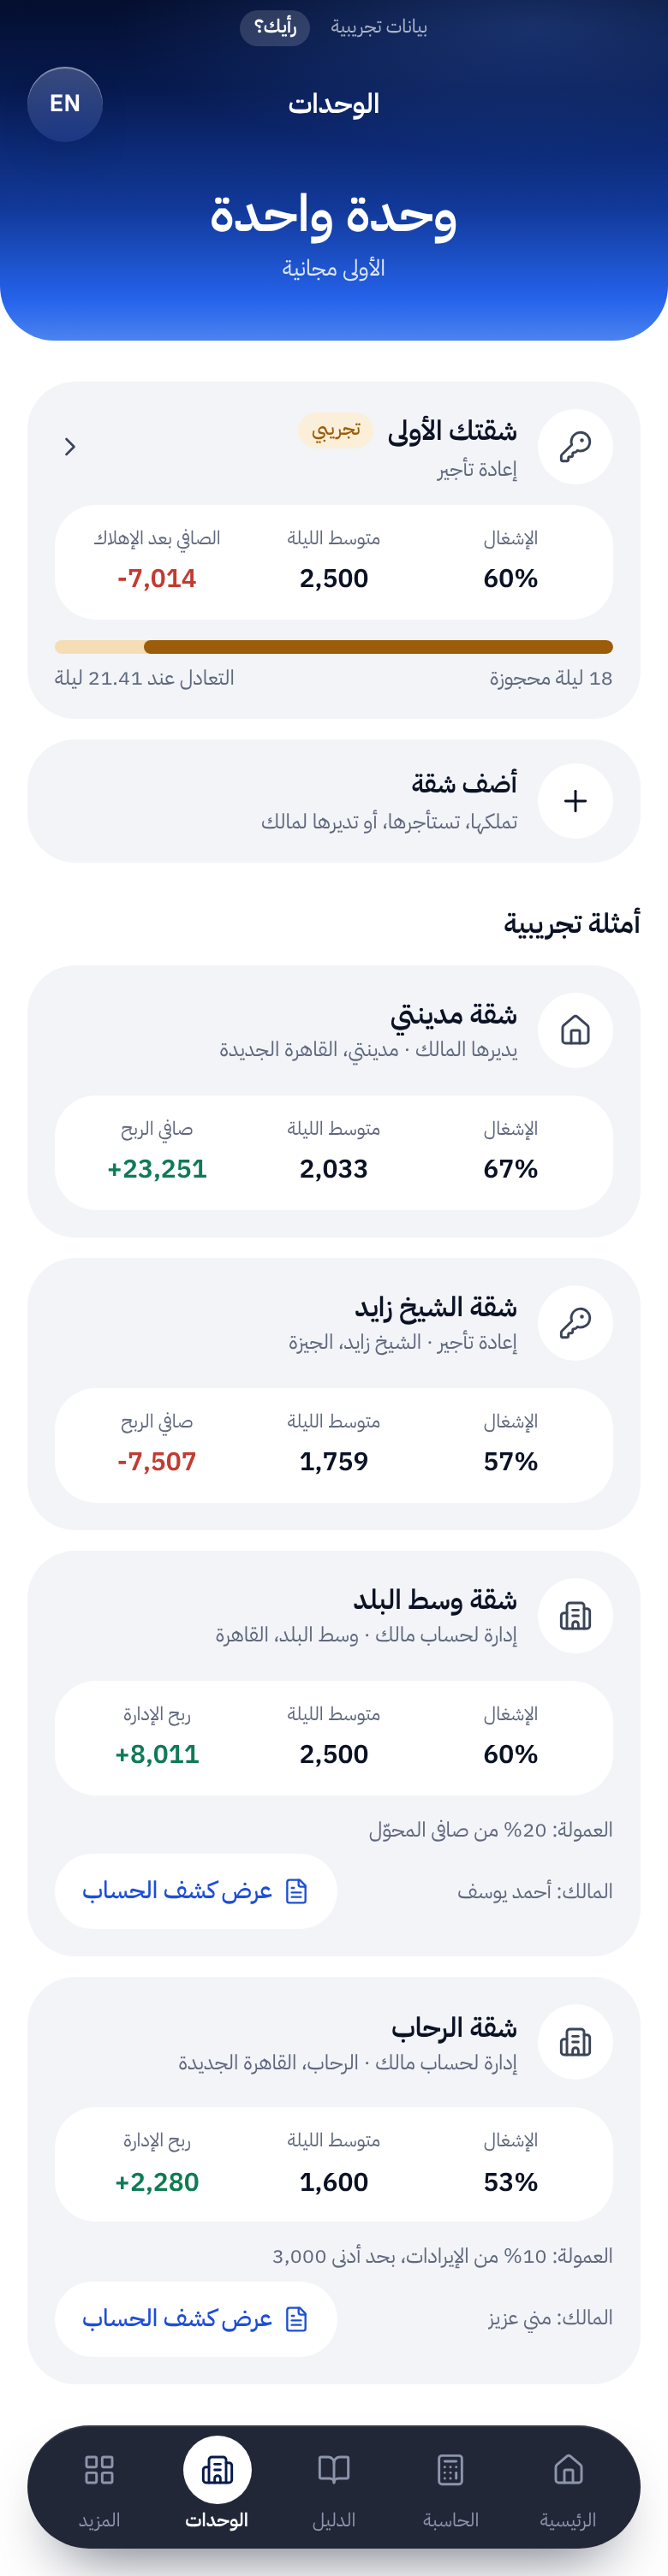 بيانات تجريبية
رأيك؟
الوحدات
EN
وحدة واحدة
الأولى مجانية
شقتك الأولى
تجريبي
إعادة تأجير
الإشغال
متوسط الليلة
الصافي بعد الإهلاك
60%
2,500
-7,014
18 ليلة محجوزة
التعادل عند 21.41 ليلة
أضف شقة
تملكها، تستأجرها، أو تديرها لمالك
أمثلة تجريبية
شقة مدينتي
يديرها المالك · مدينتي، القاهرة الجديدة
الإشغال
متوسط الليلة
صافي الربح
67%
2,033
+23,251
شقة الشيخ زايد
إعادة تأجير · الشيخ زايد، الجيزة
الإشغال
متوسط الليلة
صافي الربح
57%
1,759
-7,507
شقة وسط البلد
إدارة لحساب مالك · وسط البلد، القاهرة
الإشغال
متوسط الليلة
ربح الإدارة
60%
2,500
+8,011
العمولة: 20% من صافى المحوّل
المالك: أحمد يوسف
عرض كشف الحساب
شقة الرحاب
إدارة لحساب مالك · الرحاب، القاهرة الجديدة
الإشغال
متوسط الليلة
ربح الإدارة
53%
1,600
+2,280
العمولة: 10% من الإيرادات، بحد أدنى 3,000
المالك: مني عزيز
عرض كشف الحساب
الرئيسية
الحاسبة
الدليل
الوحدات
المزيد